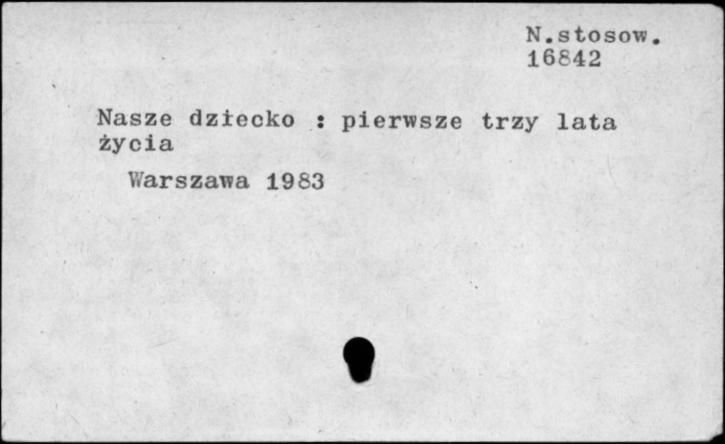 N.stosow.
16842
Nasze dziecko : pierwsze trzy lata
życia
Warszawa 1983